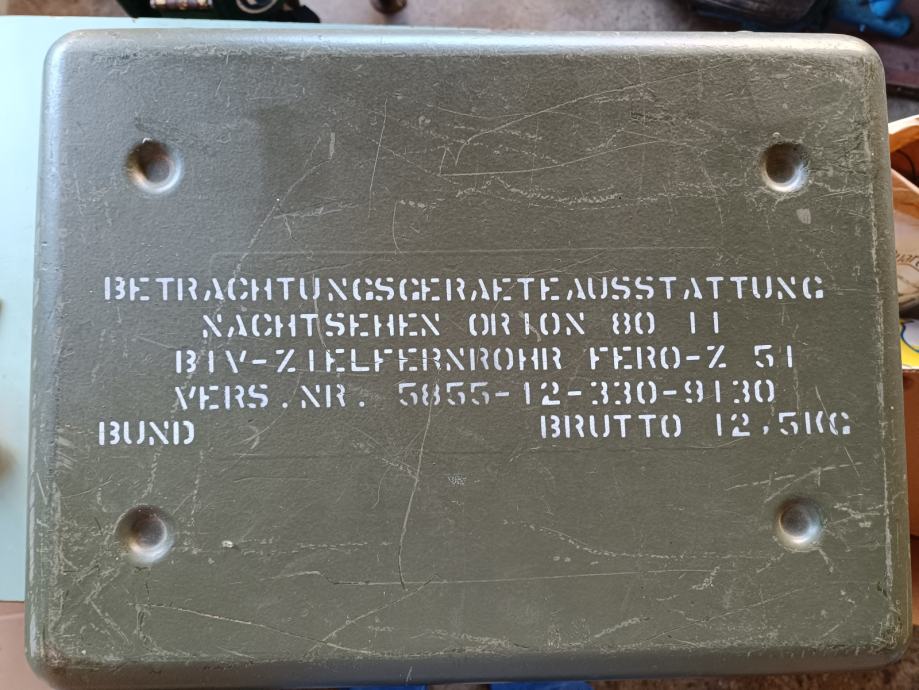 BETRACHTUNGSGERAETEAUSSTATTUNG
NACHTSEHEN ORION 80 II
BIV-ZIELFERNROHR FERO-Z 51
VERS.NR. 5855-12-330-9130
BUND BRUTTO 12,5KG